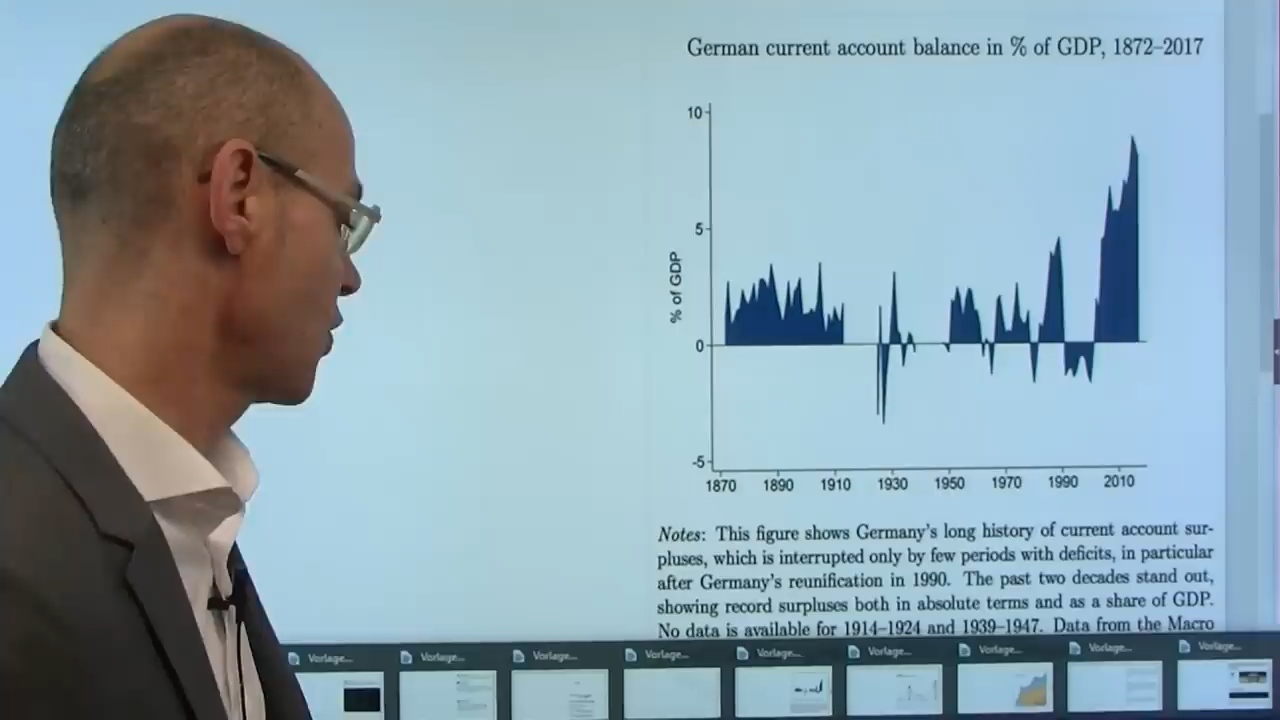 German current account balance in % of GDP, 1872–2017
10
5
0
-5
% of GDP
1870 1890 1910 1930 1950 1970 1990 2010
Notes: This figure shows Germany's long history of current account sur-
pluses, which is interrupted only by few periods with deficits, in particular
after Germany's reunification in 1990. The past two decades stand out,
showing record surpluses both in absolute terms and as a share of GDP.
No data is available for 1914–1924 and 1939–1947. Data from the Macro
Vorlage... Vorlage... Vorlage... Vorlage... Vorlage... Vorlage... Vorlage... Vorlage... Vorlage...